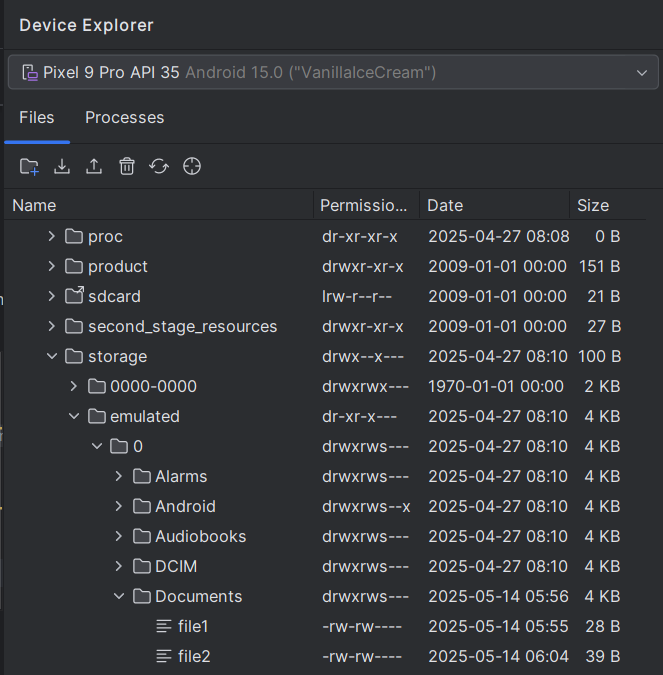 Device Explorer
Pixel 9 Pro API 35 Android 15.0 ("VanillaIceCream")
Files Processes
Name Permissio... Date Size
proc dr-xr-xr-x 2025-04-27 08:08 0 B
product drwxr-xr-x 2009-01-01 00:00 151 B
sdcard lrw-r--r-- 2009-01-01 00:00 21 B
second_stage_resources drwxr-xr-x 2009-01-01 00:00 27 B
storage drwx--x--- 2025-04-27 08:10 100 B
0000-0000 drwxrwx--- 1970-01-01 00:00 2 KB
emulated dr-xr-x--- 2025-04-27 08:10 4 KB
0 drwxrws--- 2025-04-27 08:10 4 KB
Alarms drwxrws--- 2025-04-27 08:10 4 KB
Android drwxrws--x 2025-04-27 08:10 4 KB
Audiobooks drwxrws--- 2025-04-27 08:10 4 KB
DCIM drwxrws--- 2025-04-27 08:10 4 KB
Documents drwxrws--- 2025-05-14 05:56 4 KB
file1 -rw-rw---- 2025-05-14 05:55 28 B
file2 -rw-rw---- 2025-05-14 06:04 39 B